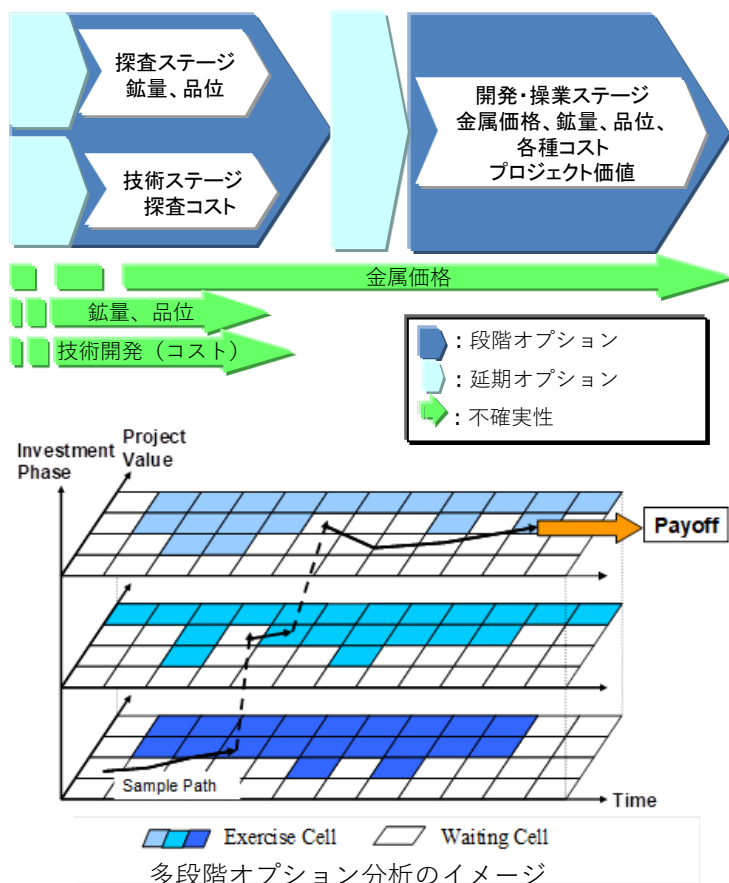 探査ステージ
鉱量、品位
技術ステージ
探査コスト
開発・操業ステージ
金属価格、鉱量、品位、
各種コスト
プロジェクト価値
金属価格
鉱量、品位
技術開発（コスト）
：段階オプション
：延期オプション
：不確実性
Investment
Phase
Project
Value
Payoff
Sample Path
Time
Exercise Cell
Waiting Cell
多段階オプション分析のイメージ